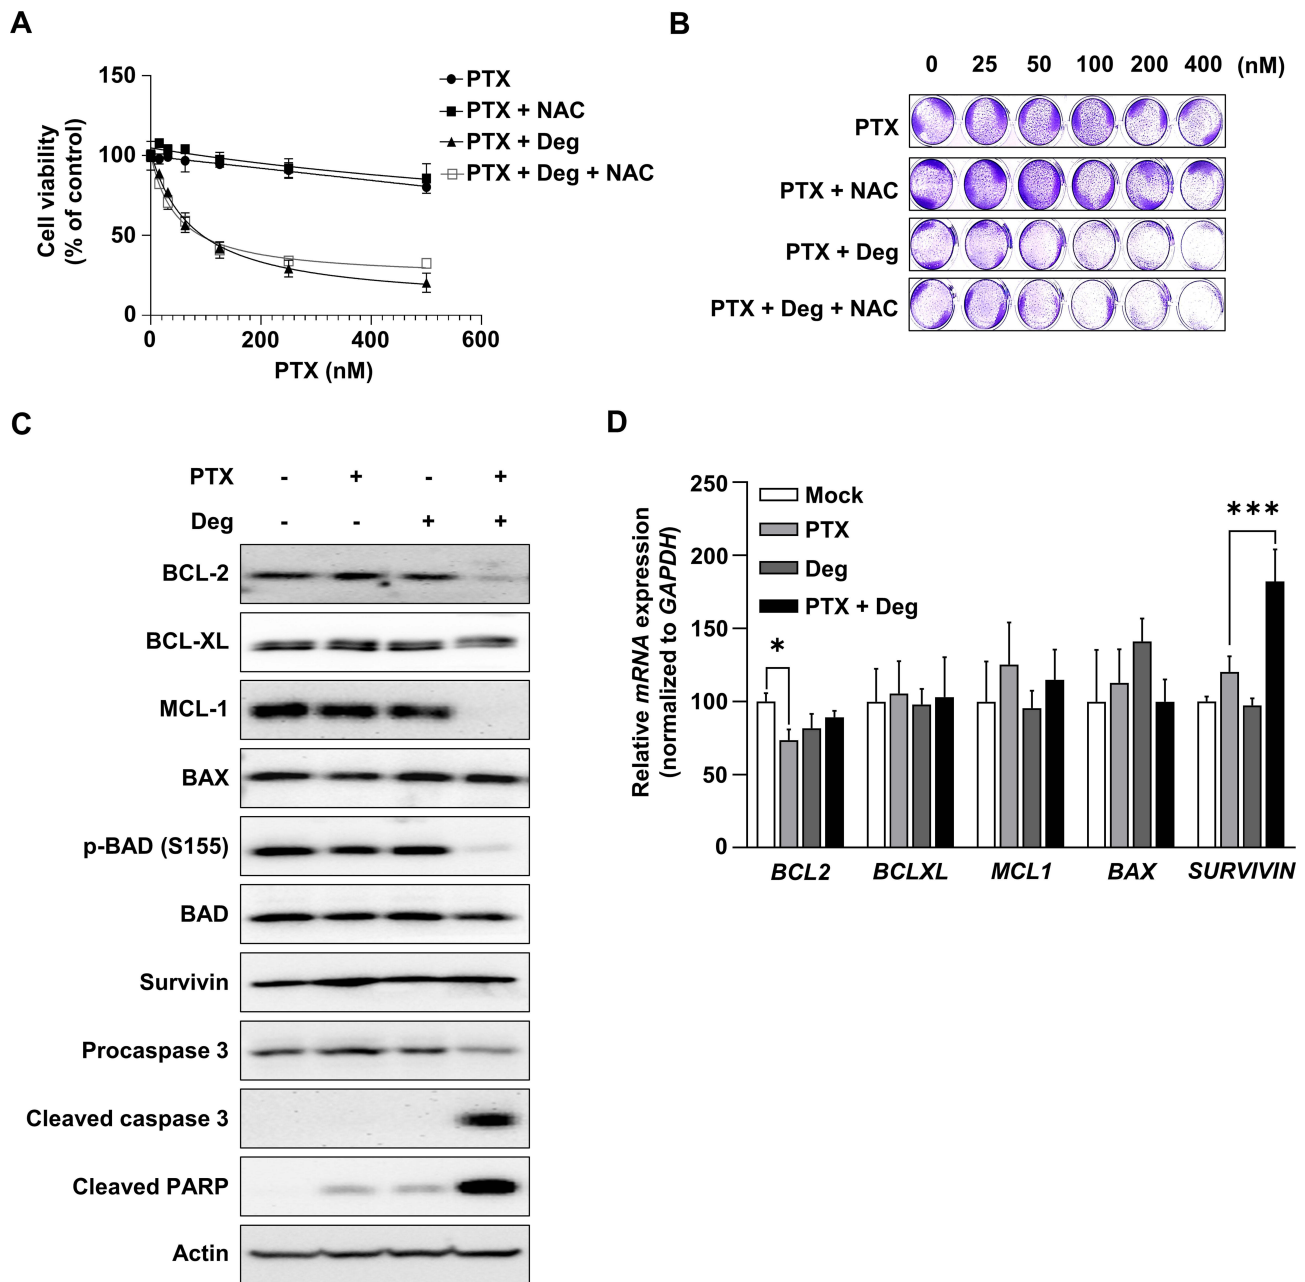 A
150
100
50
0
Cell viability
(% of control)
0 200 400 600
PTX (nM)
PTX
PTX + NAC
PTX + Deg
PTX + Deg + NAC
B
0 25 50 100 200 400 (nM)
PTX
PTX + NAC
PTX + Deg
PTX + Deg + NAC
C
PTX - + - +
Deg - - + +
BCL-2
BCL-XL
MCL-1
BAX
p-BAD (S155)
BAD
Survivin
Procaspase 3
Cleaved caspase 3
Cleaved PARP
Actin
D
250
200
150
100
50
0
Relative mRNA expression
(normalized to GAPDH)
Mock
PTX
Deg
PTX + Deg
*
***
BCL2 BCLXL MCL1 BAX SURVIVIN